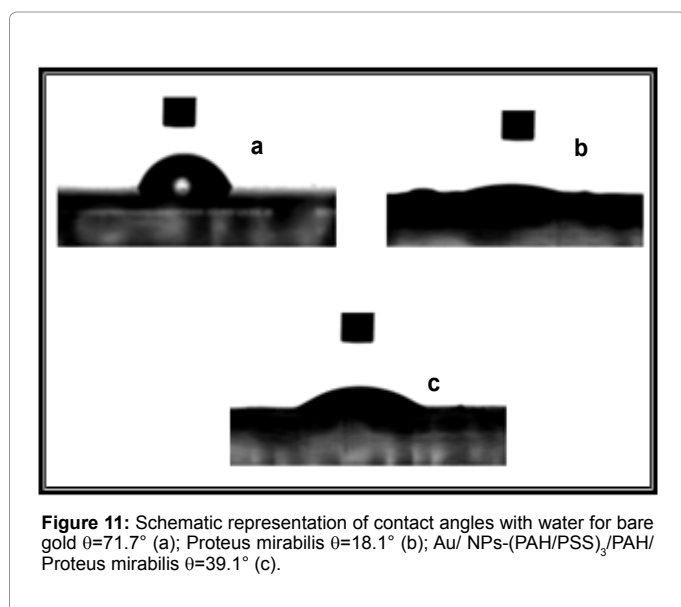 a
b
c
Figure 11: Schematic representation of contact angles with water for bare
gold θ=71.7° (a); Proteus mirabilis θ=18.1° (b); Au/ NPs-(PAH/PSS)₃/PAH/
Proteus mirabilis θ=39.1° (c).